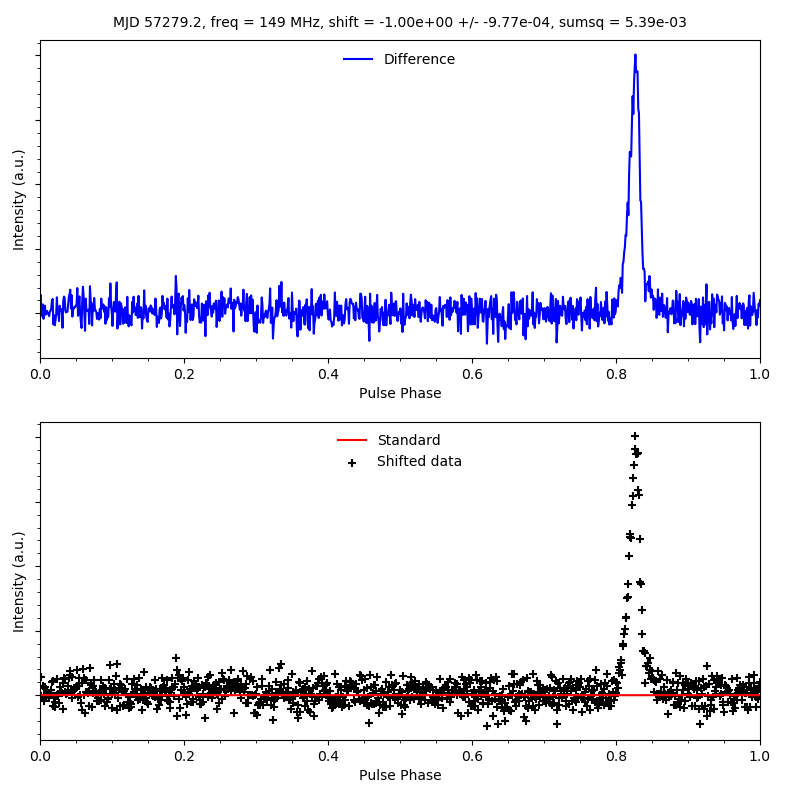 MJD 57279.2, freq = 149 MHz, shift = -1.00e+00 +/- -9.77e-04, sumsq = 5.39e-03
Difference
Intensity (a.u.)
0.0 0.2 0.4 0.6 0.8 1.0
Pulse Phase
Standard
Shifted data
Intensity (a.u.)
0.0 0.2 0.4 0.6 0.8 1.0
Pulse Phase